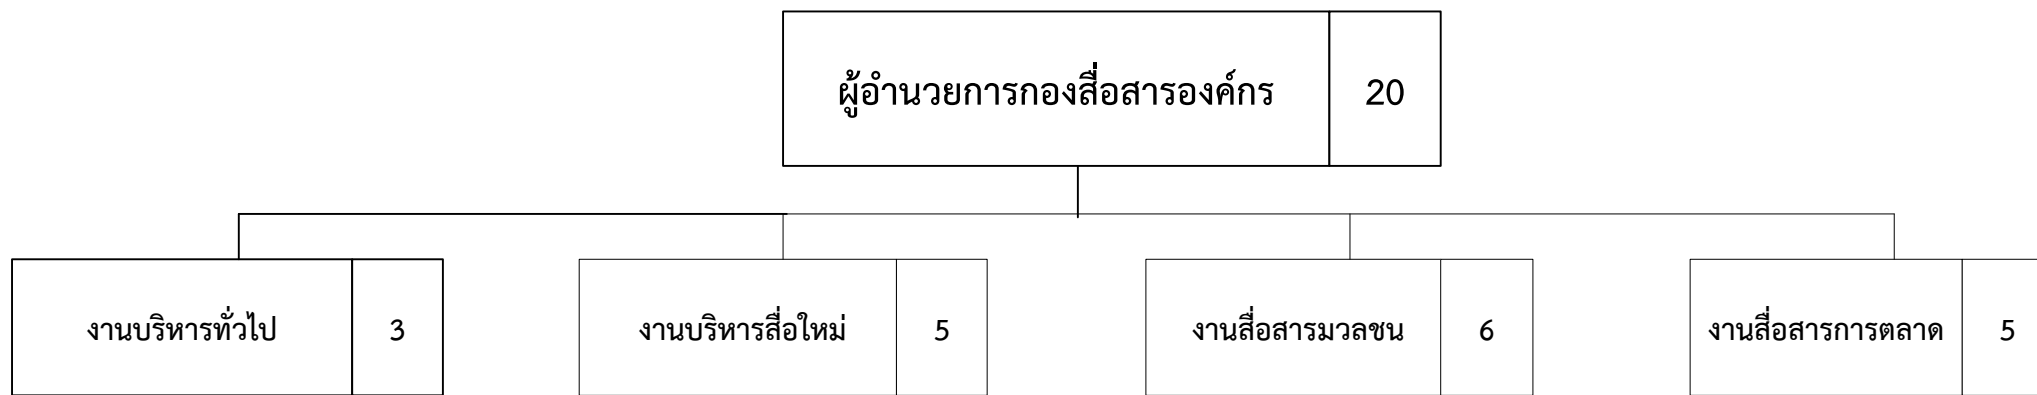 ผู้อำนวยการกองสื่อสารองค์กร 20
งานบริหารทั่วไป 3
งานบริหารสื่อใหม่ 5
งานสื่อสารมวลชน 6
งานสื่อสารการตลาด 5